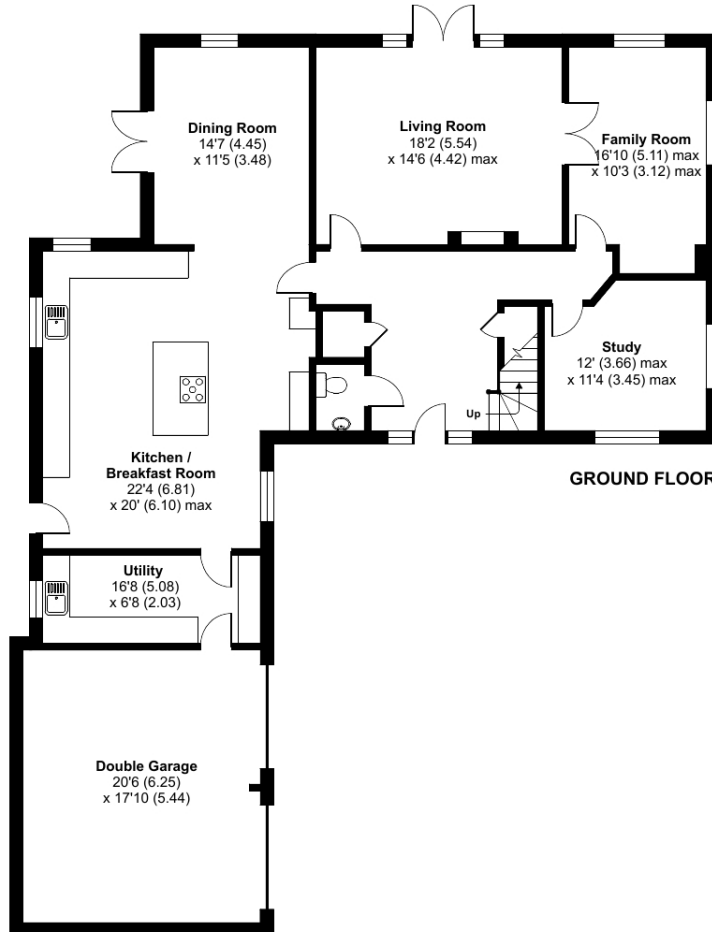 Dining Room
14'7 (4.45)
x 11'5 (3.48)
Living Room
18'2 (5.54)
x 14'6 (4.42) max
Family Room
16'10 (5.11) max
x 10'3 (3.12) max
Study
12' (3.66) max
x 11'4 (3.45) max
Up
Kitchen /
Breakfast Room
22'4 (6.81)
x 20' (6.10) max
GROUND FLOOR
Utility
16'8 (5.08)
x 6'8 (2.03)
Double Garage
20'6 (6.25)
x 17'10 (5.44)